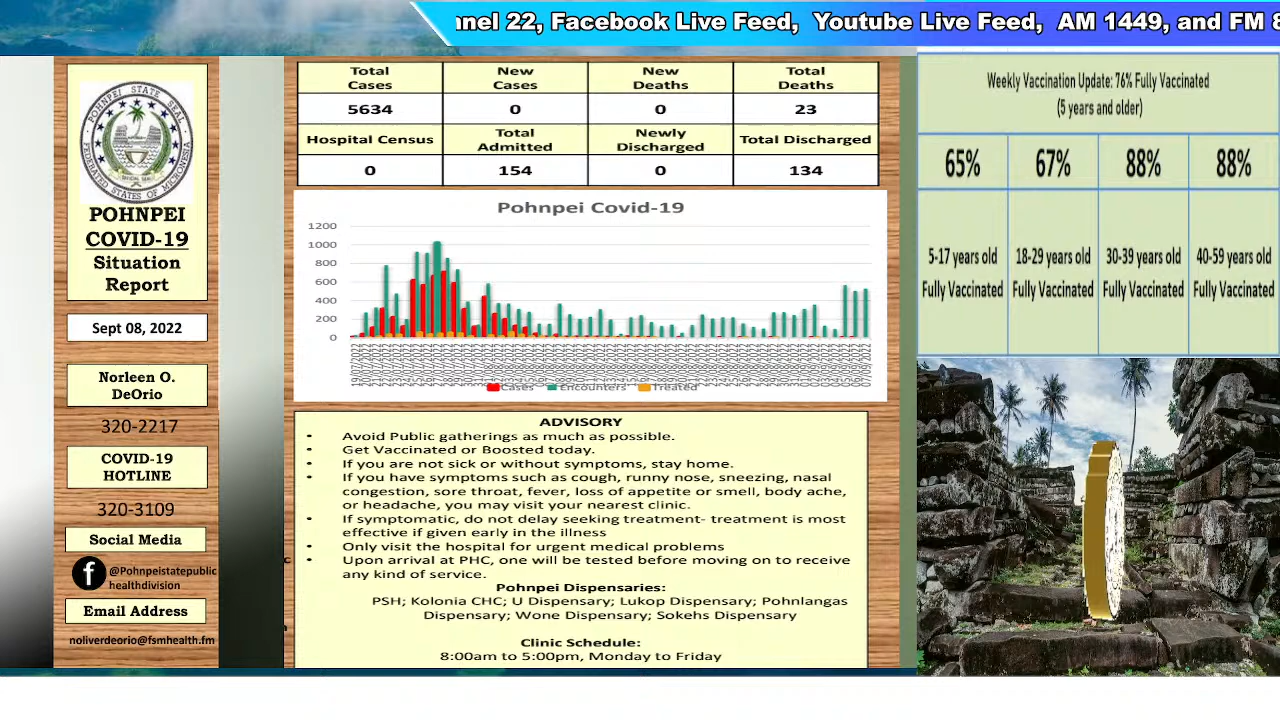 nnel 22, Facebook Live Feed, Youtube Live Feed, AM 1449, and FM 8
POHNPEI STATE SEAL
FEDERATED STATES OF MICRONESIA
POHNPEI
COVID-19
Situation
Report
Sept 08, 2022
Norleen O.
DeOrio
320-2217
COVID-19
HOTLINE
320-3109
Social Media
@Pohnpeistatepublic
healthdivision
Email Address
noliverdeorio@fsmhealth.fm
Total Cases New Cases New Deaths Total Deaths
5634 0 0 23
Hospital Census Total Admitted Newly Discharged Total Discharged
0 154 0 134
Pohnpei Covid-19
1200
1000
800
600
400
200
0
Cases Encounters Treated
ADVISORY
• Avoid Public gatherings as much as possible.
• Get Vaccinated or Boosted today.
• If you are not sick or without symptoms, stay home.
• If you have symptoms such as cough, runny nose, sneezing, nasal
congestion, sore throat, fever, loss of appetite or smell, body ache,
or headache, you may visit your nearest clinic.
• If symptomatic, do not delay seeking treatment- treatment is most
effective if given early in the illness
• Only visit the hospital for urgent medical problems
• Upon arrival at PHC, one will be tested before moving on to receive
any kind of service.
Pohnpei Dispensaries:
PSH; Kolonia CHC; U Dispensary; Lukop Dispensary; Pohnlangas
Dispensary; Wone Dispensary; Sokehs Dispensary
Clinic Schedule:
8:00am to 5:00pm, Monday to Friday
Weekly Vaccination Update: 76% Fully Vaccinated
(5 years and older)
65% 67% 88% 88%
5-17 years old 18-29 years old 30-39 years old 40-59 years old
Fully Vaccinated Fully Vaccinated Fully Vaccinated Fully Vaccinated